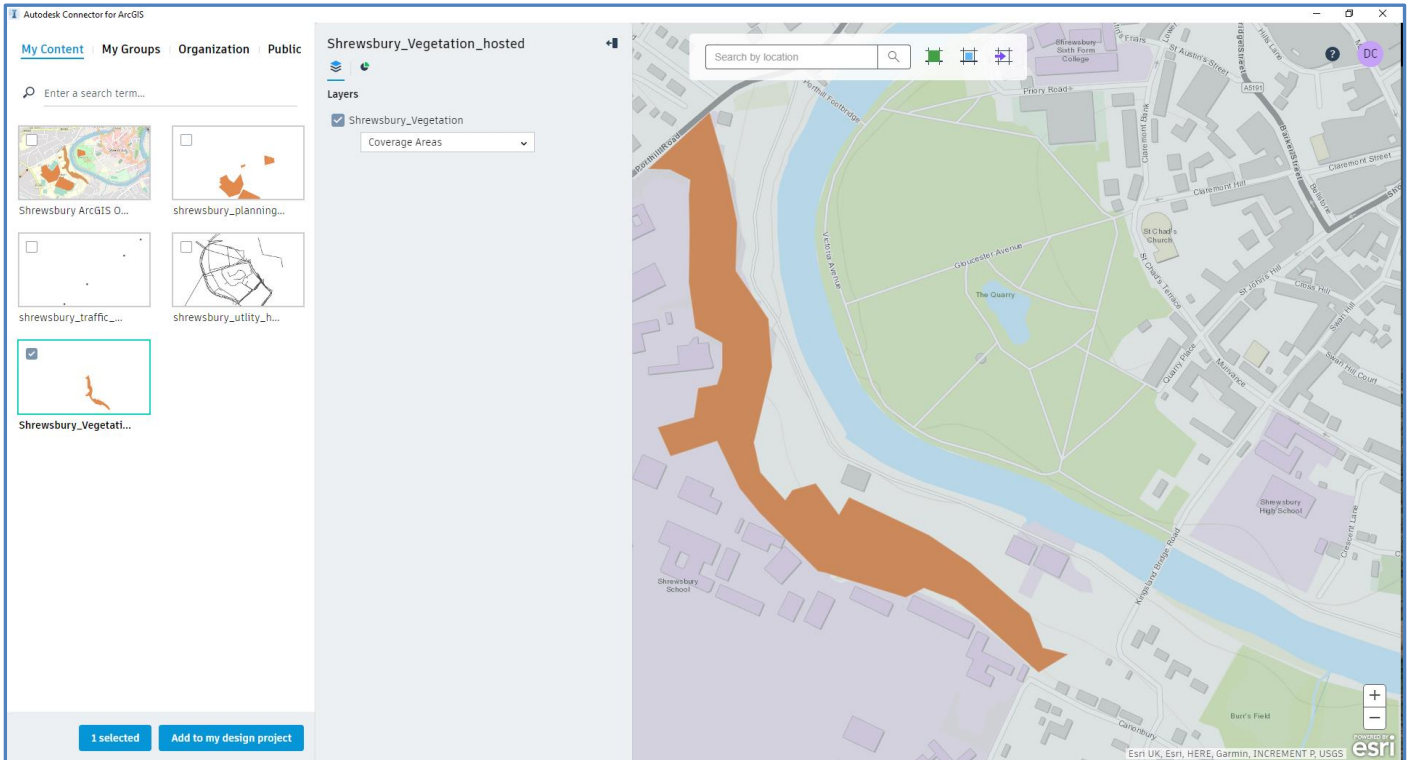 Autodesk Connector for ArcGIS
My Content
My Groups
Organization
Public
Enter a search term...
Shrewsbury ArcGIS O...
shrewsbury_planning...
shrewsbury_traffic_...
shrewsbury_utlity_h...
Shrewsbury_Vegetati...
1 selected
Add to my design project
Shrewsbury_Vegetation_hosted
Layers
Shrewsbury_Vegetation
Coverage Areas
Search by location
?
DC
Shrewsbury
Sixth Form
College
St Austin's Street
Hills Lane
A5191
Priory Road
Porthill Footbridge
Claremont Bank
Barker Street
Claremont Street
Claremont Hill
Bellstone
St Chad's
Church
St Chad's Terrace
St John's Hill
Cross Hill
Swan Hill
Swan Hill Court
Victoria Avenue
Gloucester Avenue
The Quarry
Quarry Place
Murivance
Shrewsbury
High School
Crescent Lane
Kingsland Bridge Road
Shrewsbury
School
Canonbury
Burr's Field
+
−
Esri UK, Esri, HERE, Garmin, INCREMENT P, USGS
POWERED BY
esri